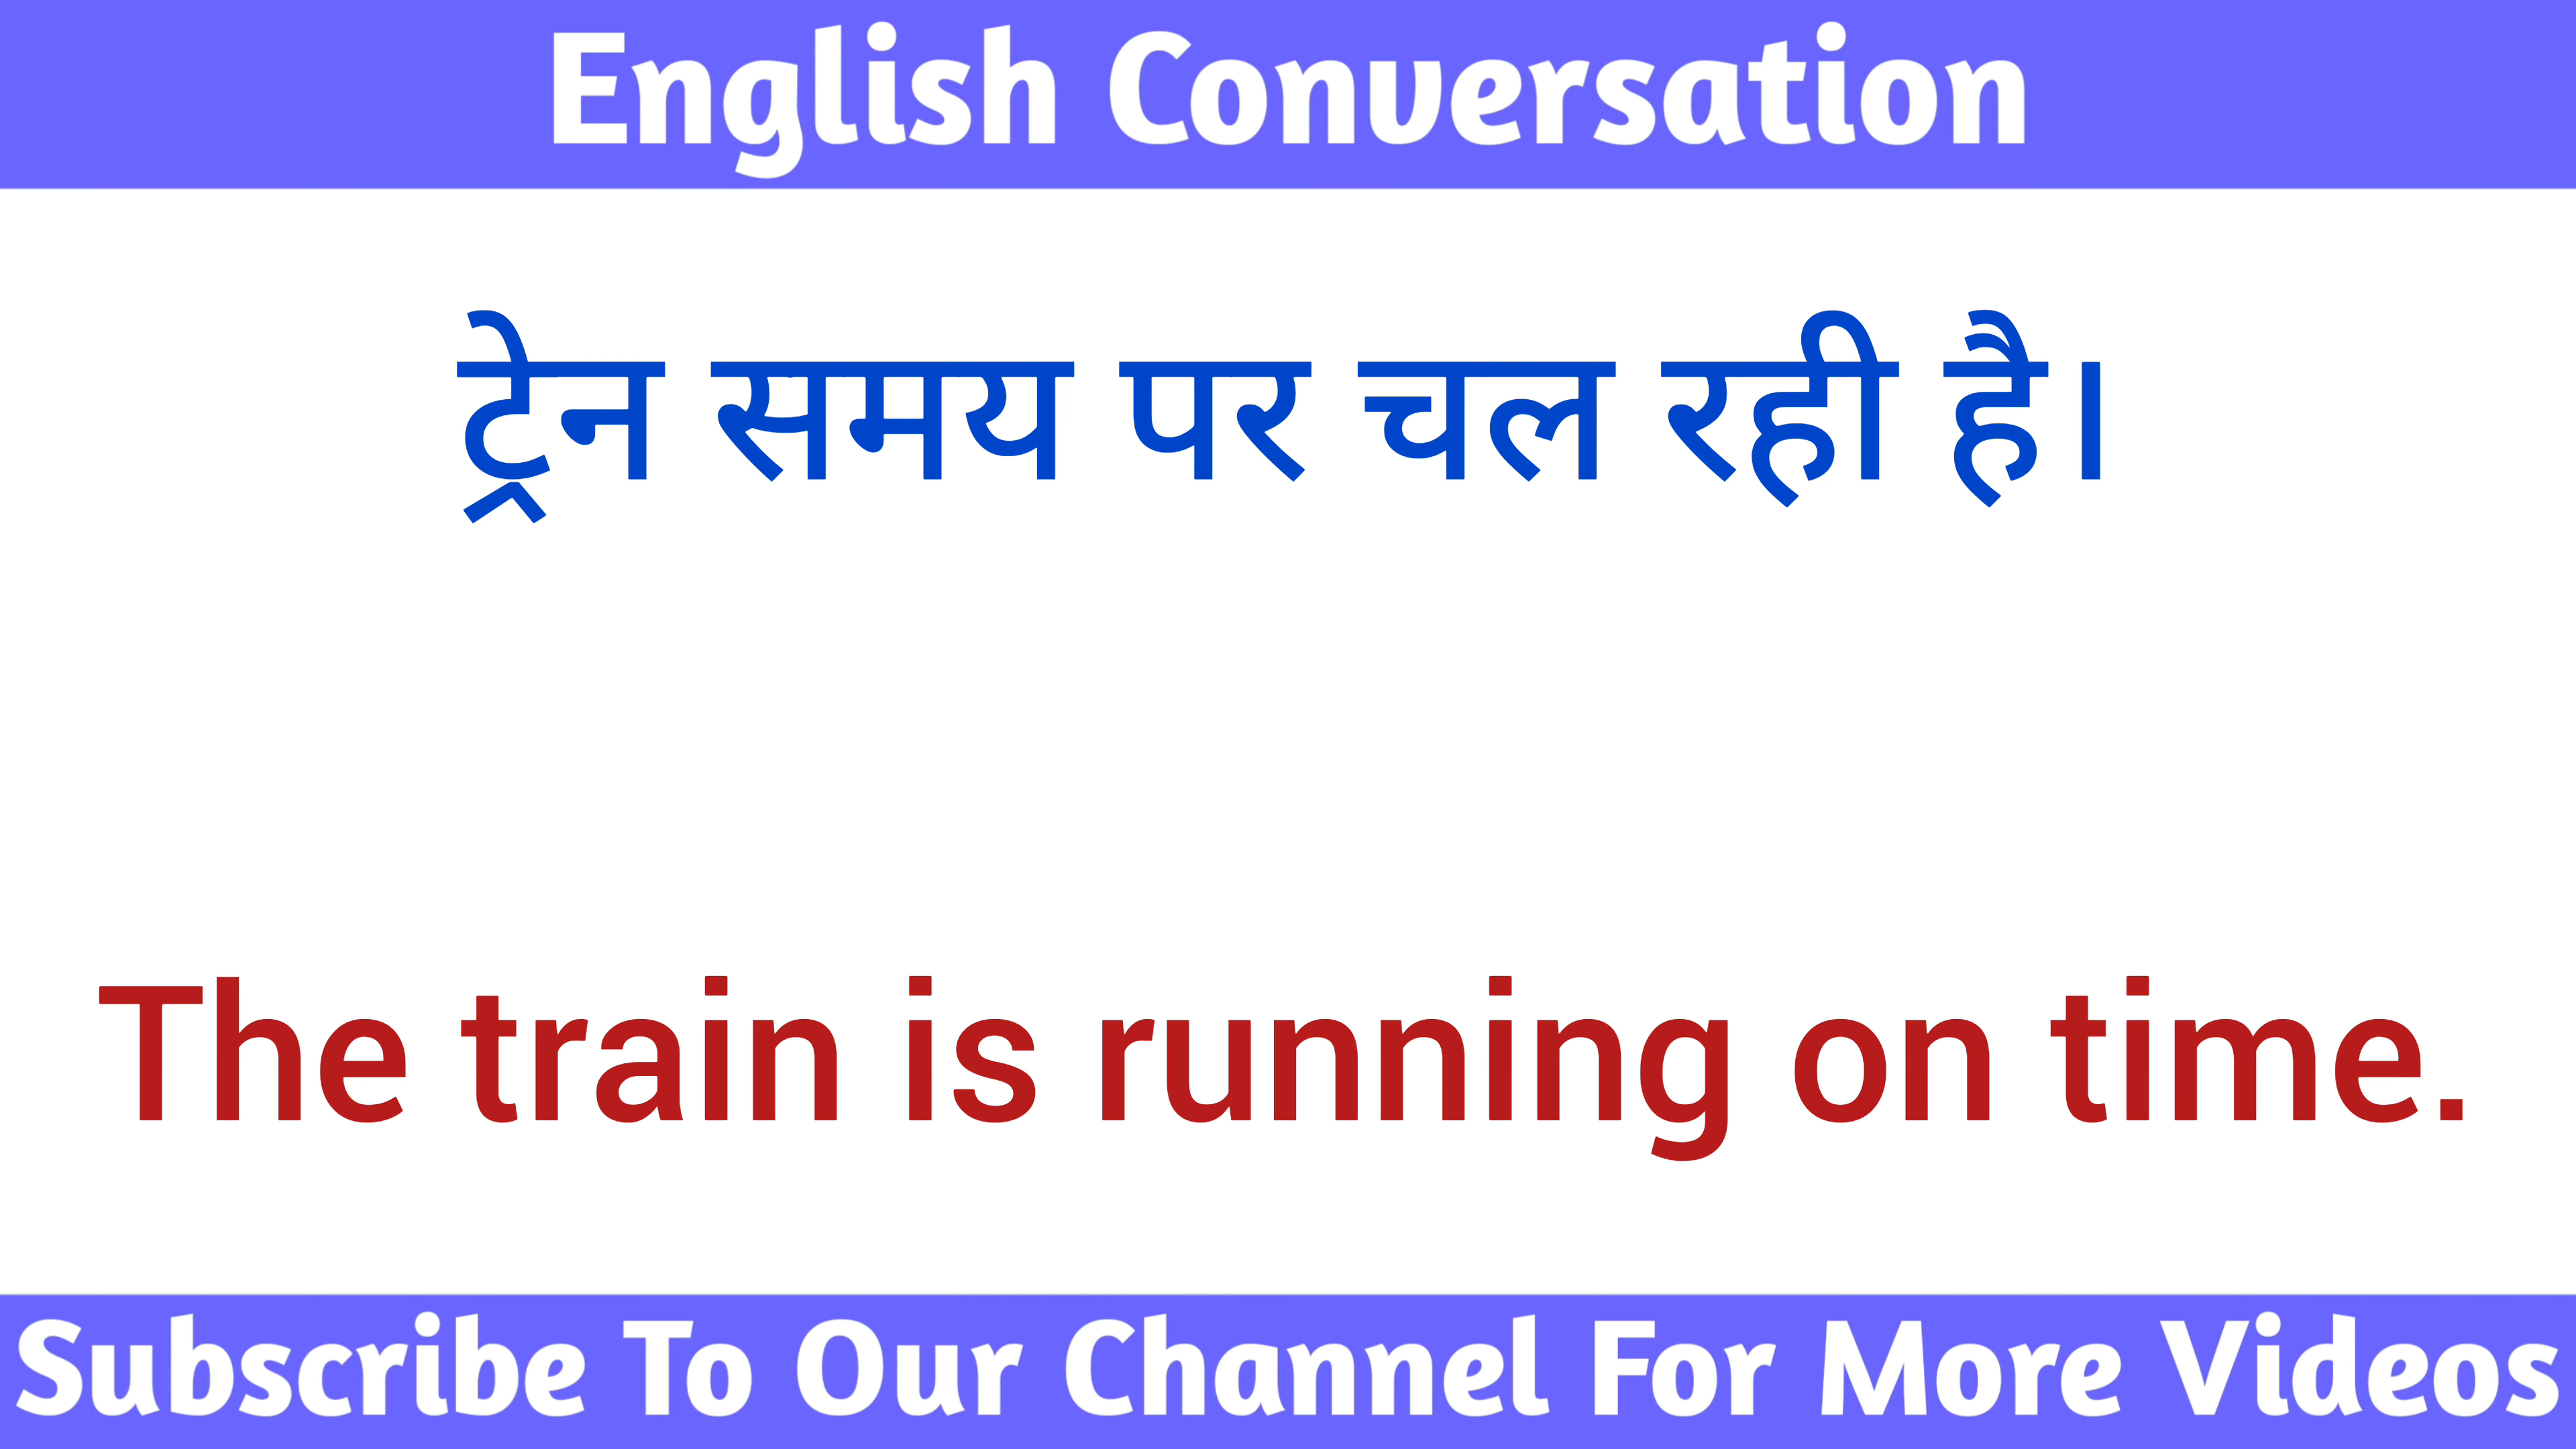 English Conversation
ट्रेन समय पर चल रही है।
The train is running on time.
Subscribe To Our Channel For More Videos